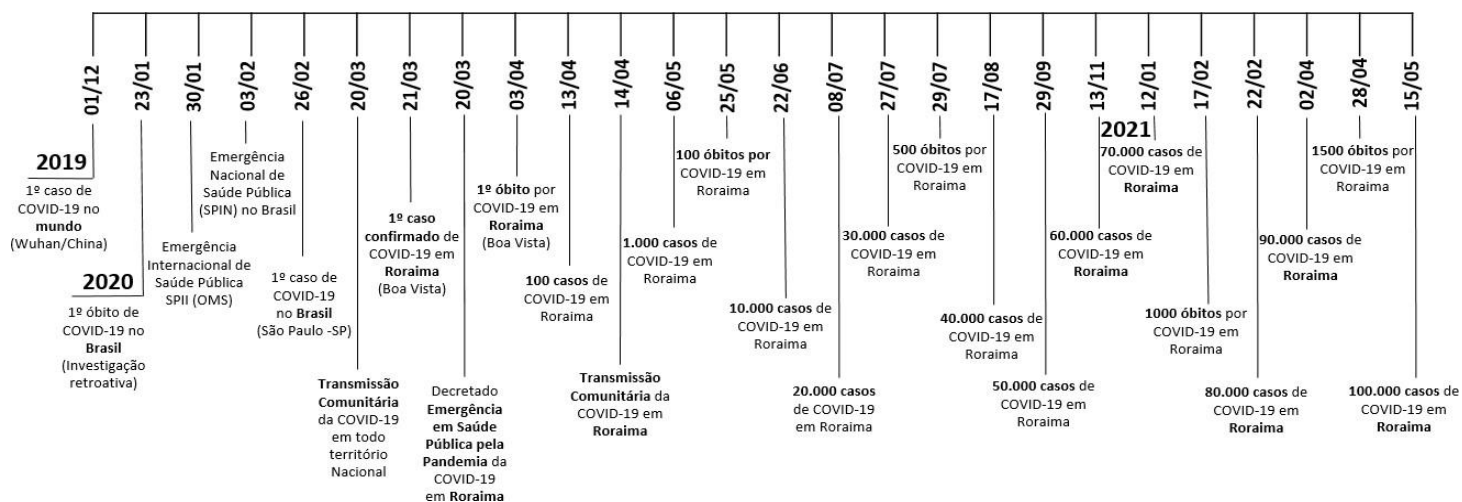 01/12
23/01
30/01
03/02
26/02
20/03
21/03
20/03
03/04
13/04
14/04
06/05
25/05
22/06
08/07
27/07
29/07
17/08
29/09
13/11
12/01
17/02
22/02
02/04
28/04
15/05
2019
1º caso de
COVID-19 no
mundo
(Wuhan/China)
2020
1º óbito de
COVID-19 no
Brasil
(Investigação
retroativa)
Emergência
Internacional de
Saúde Pública
SPII (OMS)
Emergência
Nacional de
Saúde Pública
(SPIN) no Brasil
1º caso de
COVID-19
no Brasil
(São Paulo -SP)
Transmissão
Comunitária
da COVID-19
em todo
território
Nacional
1º caso
confirmado de
COVID-19 em
Roraima
(Boa Vista)
Decretado
Emergência
em Saúde
Pública pela
Pandemia da
COVID-19
em Roraima
1º óbito por
COVID-19 em
Roraima
(Boa Vista)
100 casos de
COVID-19 em
Roraima
Transmissão
Comunitária da
COVID-19 em
Roraima
1.000 casos de
COVID-19 em
Roraima
100 óbitos por
COVID-19 em
Roraima
10.000 casos de
COVID-19 em
Roraima
20.000 casos
de COVID-19
em Roraima
30.000 casos de
COVID-19 em
Roraima
500 óbitos por
COVID-19 em
Roraima
40.000 casos de
COVID-19 em
Roraima
50.000 casos de
COVID-19 em
Roraima
60.000 casos de
COVID-19 em
Roraima
2021
70.000 casos de
COVID-19 em
Roraima
1000 óbitos por
COVID-19 em
Roraima
80.000 casos de
COVID-19 em
Roraima
90.000 casos de
COVID-19 em
Roraima
1500 óbitos por
COVID-19 em
Roraima
100.000 casos de
COVID-19 em
Roraima